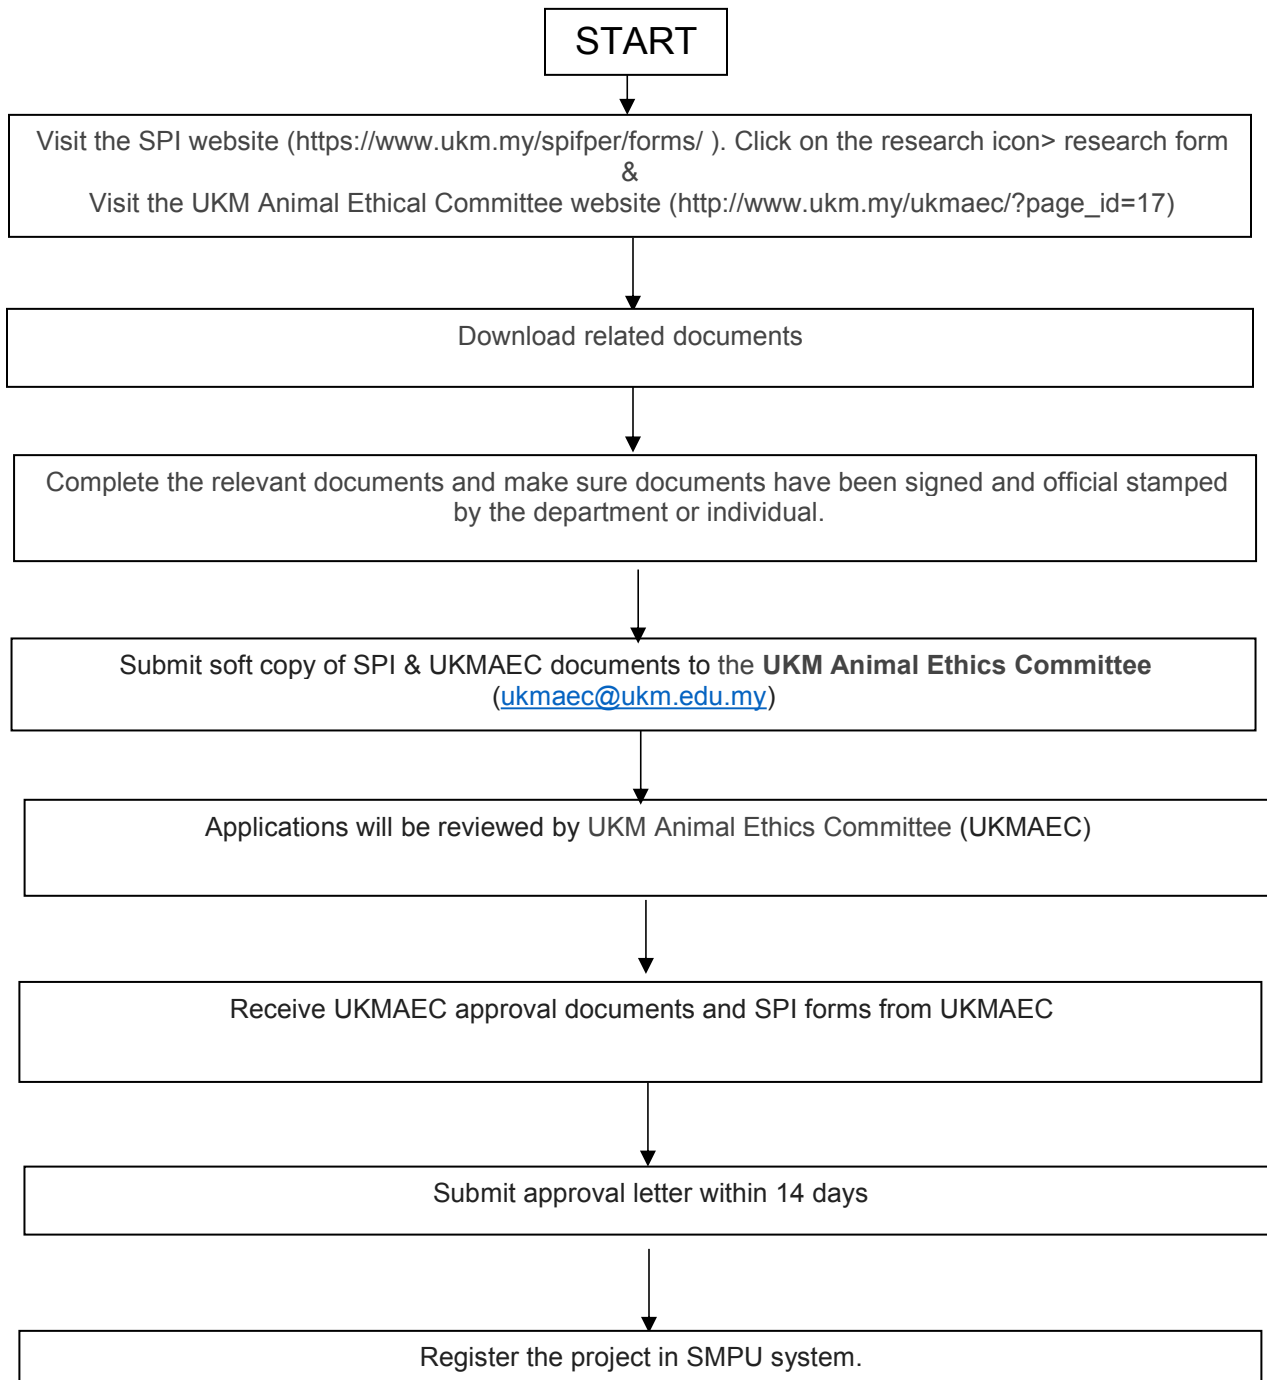 START
Visit the SPI website (https://www.ukm.my/spifper/forms/ ). Click on the research icon> research form
&
Visit the UKM Animal Ethical Committee website (http://www.ukm.my/ukmaec/?page_id=17)
Download related documents
Complete the relevant documents and make sure documents have been signed and official stamped
by the department or individual.
Submit soft copy of SPI & UKMAEC documents to the UKM Animal Ethics Committee
(ukmaec@ukm.edu.my)
Applications will be reviewed by UKM Animal Ethics Committee (UKMAEC)
Receive UKMAEC approval documents and SPI forms from UKMAEC
Submit approval letter within 14 days
Register the project in SMPU system.